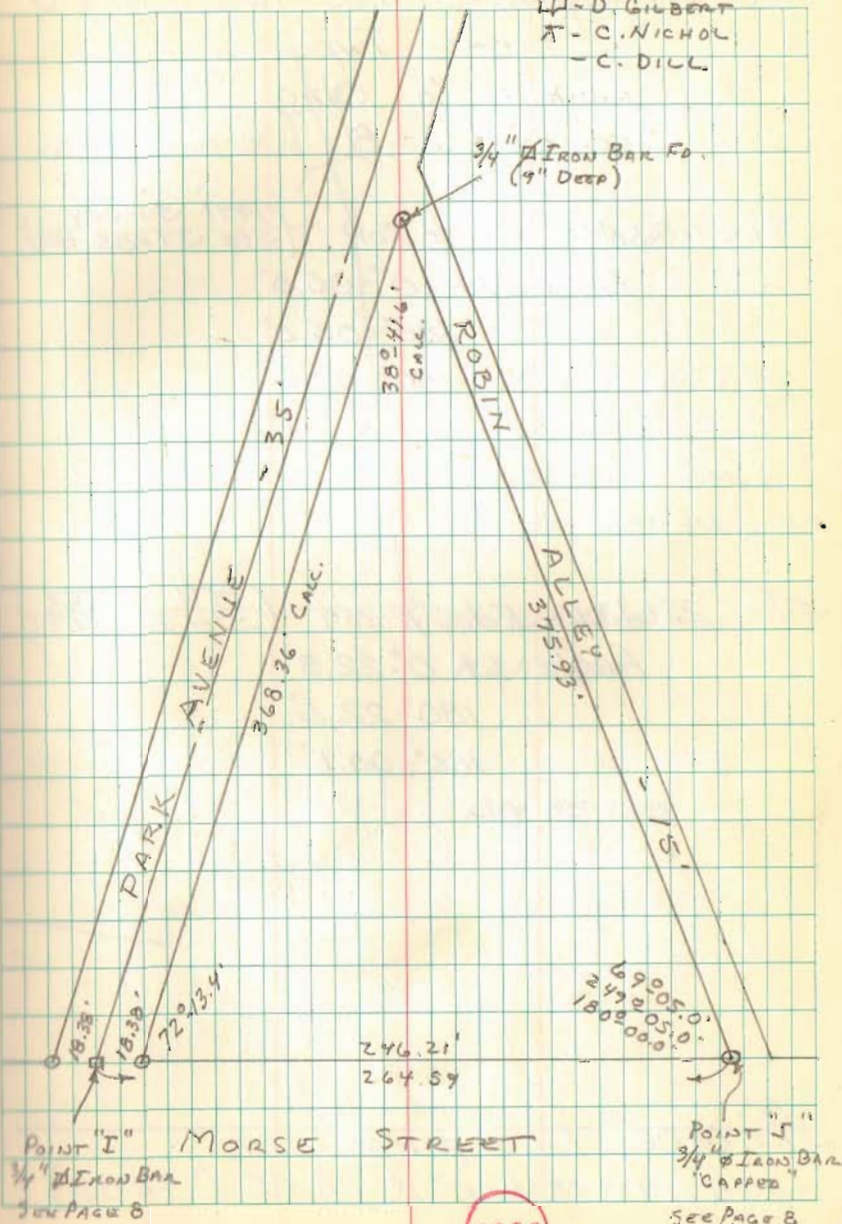 - D. GILBERT
⊼ - C. NICHOL
- C. DILL
3/4" ⌀ IRON BAR FD.
(9" DEEP)
38°-41.6'
CALC.
ROBIN
ALLEY
375.93'
- 15'
- 35'
PARK AVENUE
368.36' CALC.
18.38'
18.38'
72°-13.4'
69°05.0'
249°05.0'
180°00.0'
246.21'
264.59
POINT "I"
3/4" ⌀ IRON BAR
SEE PAGE 8
MORSE STREET
POINT "J"
3/4" ⌀ IRON BAR
"CAPPED"
SEE PAGE 8